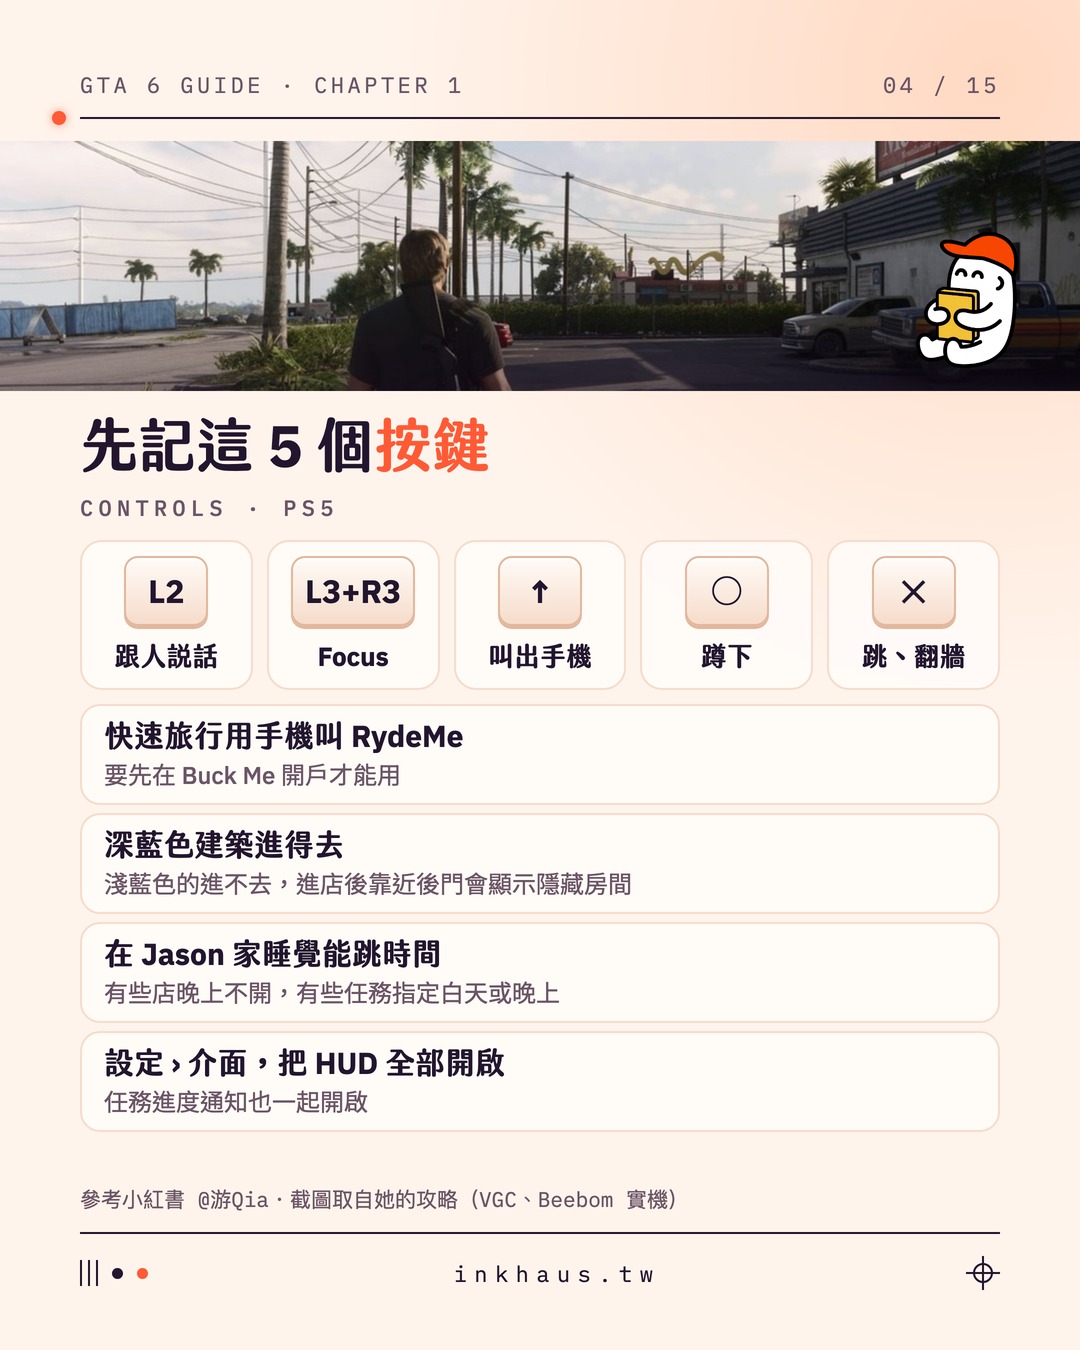 GTA 6 GUIDE · CHAPTER 1
04 / 15
先記這 5 個按鍵
CONTROLS · PS5
L2
L3+R3
↑
○
×
跟人説話
Focus
叫出手機
蹲下
跳、翻牆
快速旅行用手機叫 RydeMe
要先在 Buck Me 開戶才能用
深藍色建築進得去
淺藍色的進不去，進店後靠近後門會顯示隱藏房間
在 Jason 家睡覺能跳時間
有些店晚上不開，有些任務指定白天或晚上
設定 › 介面，把 HUD 全部開啟
任務進度通知也一起開啟
參考小紅書 @游Qia · 截圖取自她的攻略（VGC、Beebom 實機）
inkhaus.tw